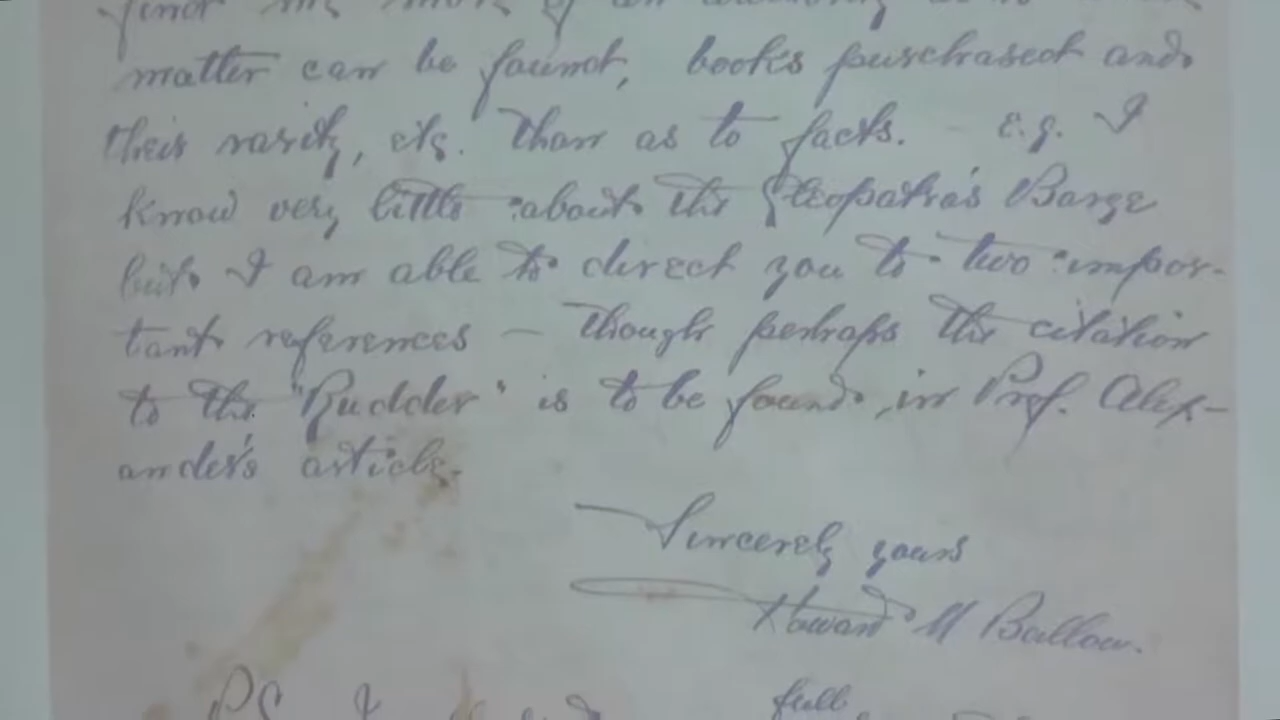 matter can be found, books purchased and
their rarity, etc. than as to facts. e.g. I
know very little about the Cleopatra's Barge
but I am able to direct you to two impor-
tant references — though perhaps the citation
to the "Rudder" is to be found in Prof. Alex-
ander's article.
Sincerely yours
Howard M Ballou.
full
P.S. I